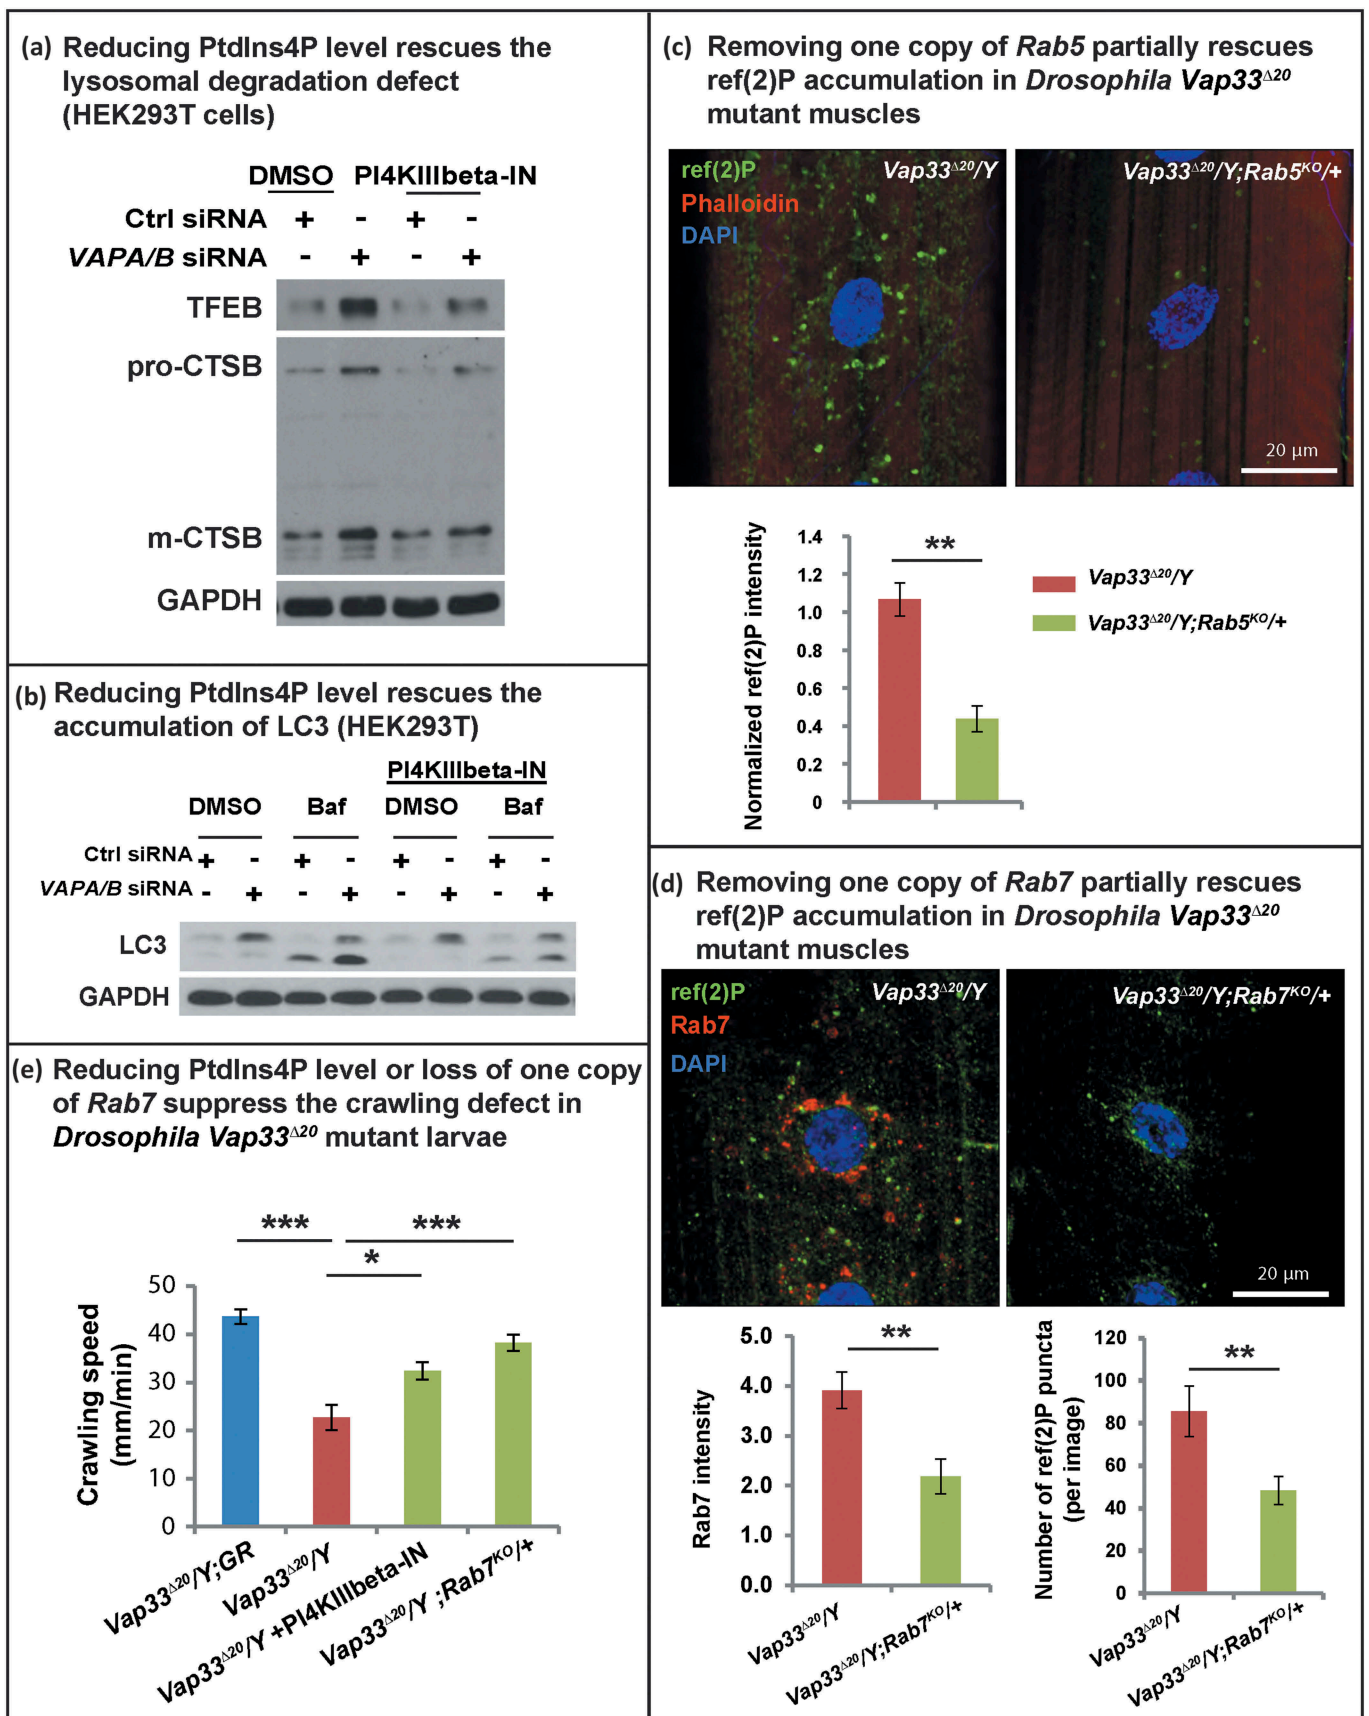 (a) Reducing PtdIns4P level rescues the
lysosomal degradation defect
(HEK293T cells)
DMSO PI4KIIIbeta-IN
Ctrl siRNA + - + -
VAPA/B siRNA - + - +
TFEB
pro-CTSB
m-CTSB
GAPDH
(b) Reducing PtdIns4P level rescues the
accumulation of LC3 (HEK293T)
PI4KIIIbeta-IN
DMSO Baf DMSO Baf
Ctrl siRNA + - + - + - + -
VAPA/B siRNA - + - + - + - +
LC3
GAPDH
(e) Reducing PtdIns4P level or loss of one copy
of Rab7 suppress the crawling defect in
Drosophila Vap33Δ20 mutant larvae
*** ***
*
Crawling speed
(mm/min)
50
40
30
20
10
0
Vap33Δ20/Y;GR
Vap33Δ20/Y
Vap33Δ20/Y +PI4KIIIbeta-IN
Vap33Δ20/Y ;Rab7KO/+
(c) Removing one copy of Rab5 partially rescues
ref(2)P accumulation in Drosophila Vap33Δ20
mutant muscles
ref(2)P
Phalloidin
DAPI
Vap33Δ20/Y
Vap33Δ20/Y;Rab5KO/+
20 µm
Normalized ref(2)P intensity
1.4
1.2
1.0
0.8
0.6
0.4
0.2
0
**
Vap33Δ20/Y
Vap33Δ20/Y;Rab5KO/+
(d) Removing one copy of Rab7 partially rescues
ref(2)P accumulation in Drosophila Vap33Δ20
mutant muscles
ref(2)P
Rab7
DAPI
Vap33Δ20/Y
Vap33Δ20/Y;Rab7KO/+
20 µm
Rab7 intensity
5.0
4.0
3.0
2.0
1.0
0.0
**
Vap33Δ20/Y
Vap33Δ20/Y;Rab7KO/+
Number of ref(2)P puncta
(per image)
120
100
80
60
40
20
0
**
Vap33Δ20/Y
Vap33Δ20/Y;Rab7KO/+